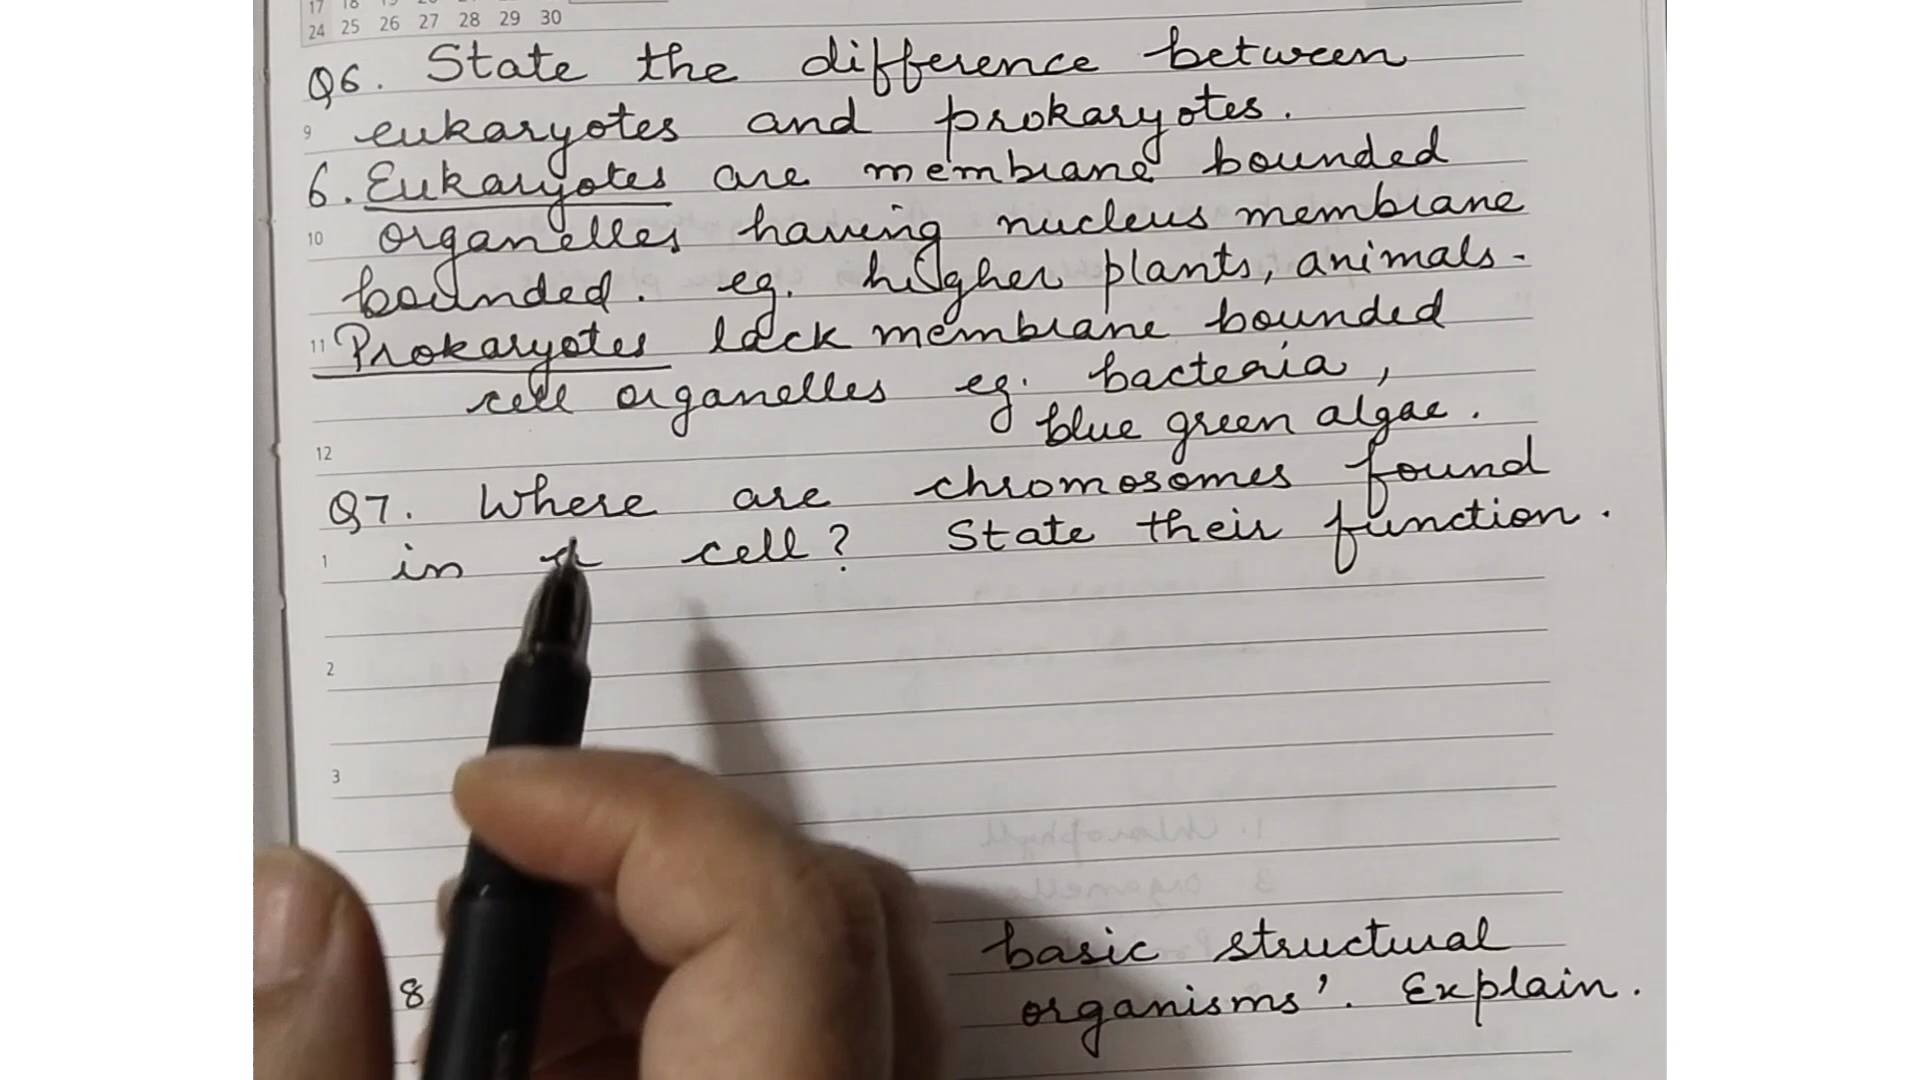 17 18 19 20
24 25 26 27 28 29 30
Q6. State the difference between
9 eukaryotes and prokaryotes.
6. Eukaryotes are membrane bounded
10 organelles having nucleus membrane
bounded. eg. higher plants, animals.
11 Prokaryotes lack membrane bounded
cell organelles eg. bacteria,
blue green algae.
12
Q7. Where are chromosomes found
1 in a cell? State their function.
2
3
basic structural
8 organisms'. Explain.